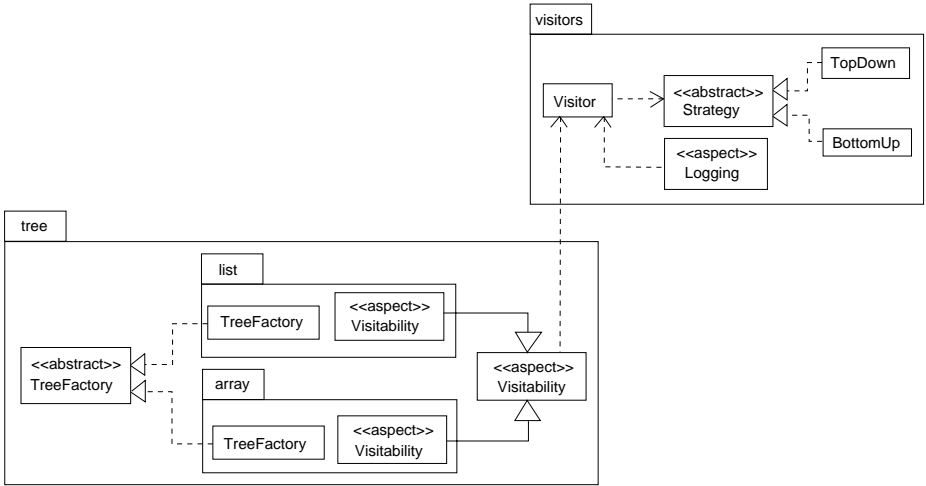 visitors
TopDown
Visitor
<<abstract>>
Strategy
BottomUp
<<aspect>>
Logging
tree
list
TreeFactory
<<aspect>>
Visitability
<<abstract>>
TreeFactory
<<aspect>>
Visitability
array
TreeFactory
<<aspect>>
Visitability